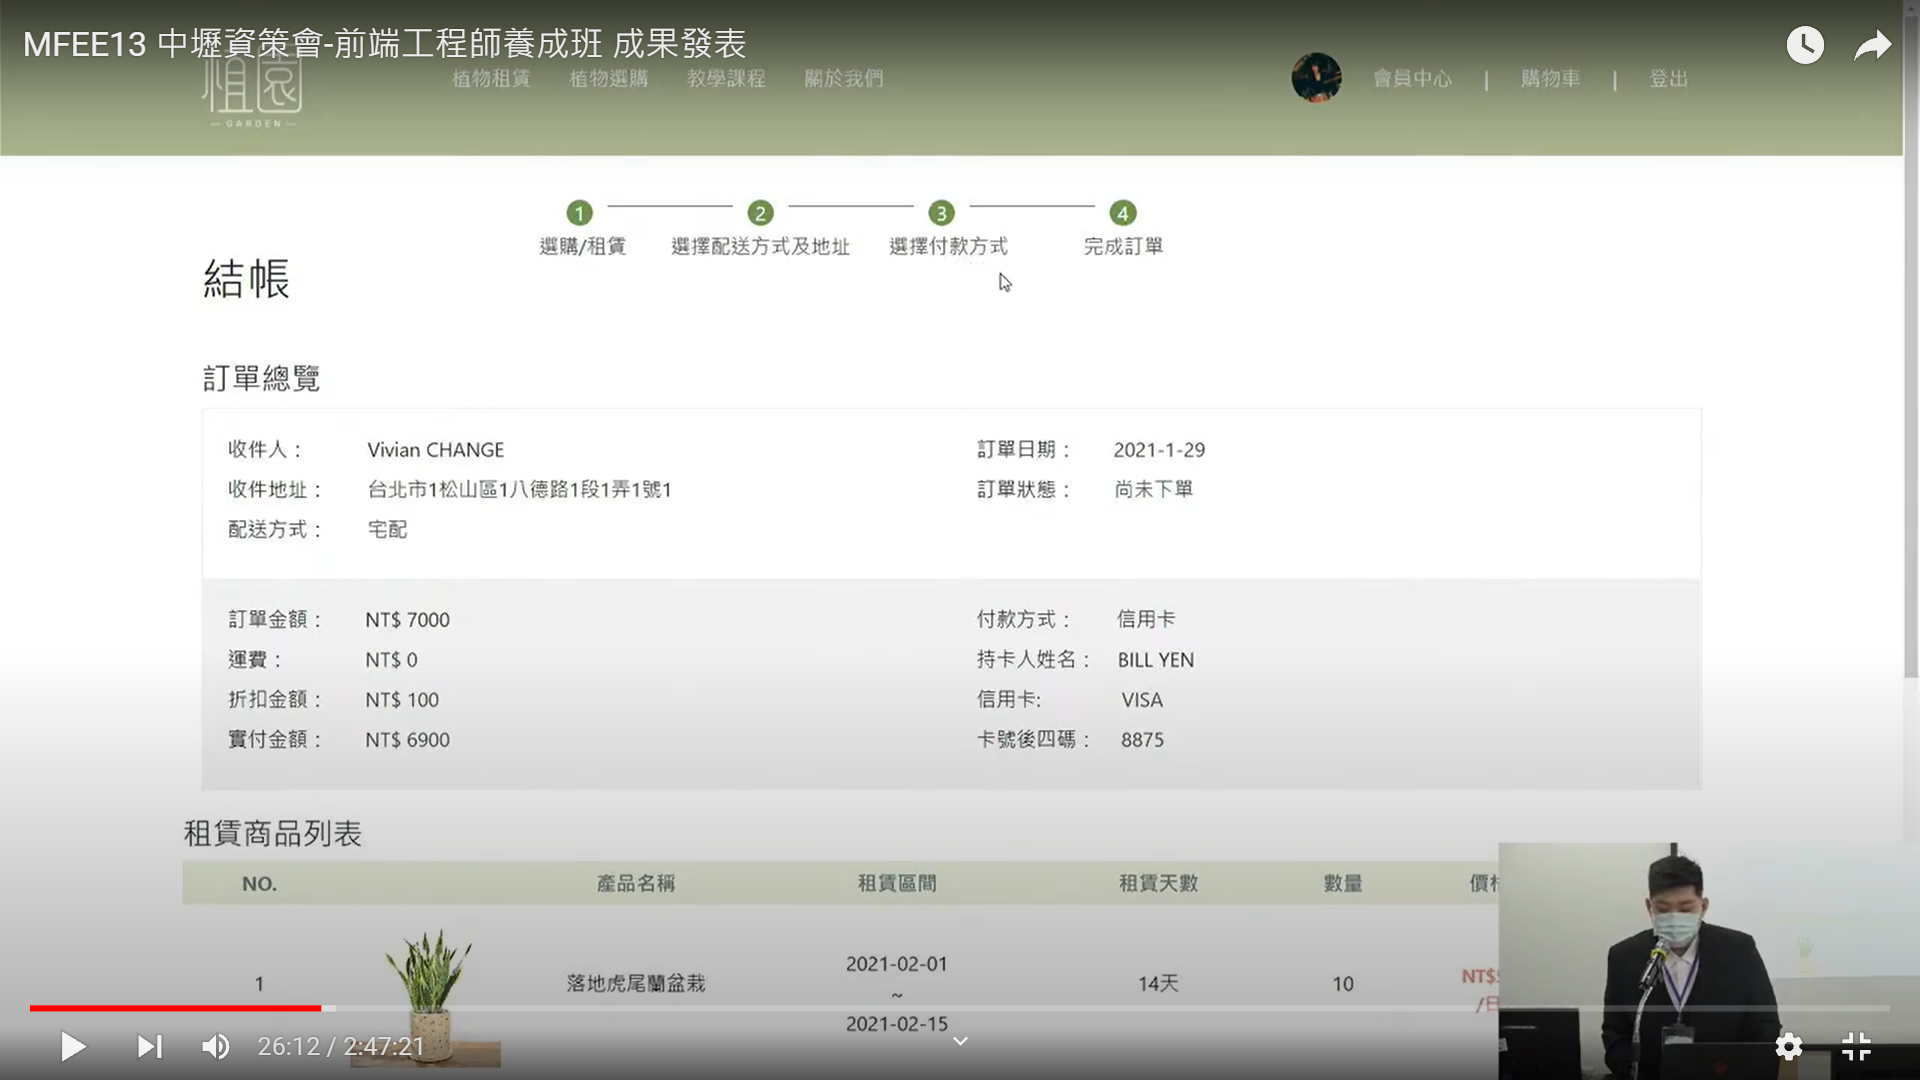 MFEE13 中壢資策會-前端工程師養成班 成果發表
植園
GARDEN
植物租賃 植物選購 教學課程 關於我們
會員中心 | 購物車 | 登出
1 2 3 4
選購/租賃 選擇配送方式及地址 選擇付款方式 完成訂單
結帳
訂單總覽
收件人： Vivian CHANGE 訂單日期： 2021-1-29
收件地址： 台北市1松山區1八德路1段1弄1號1 訂單狀態： 尚未下單
配送方式： 宅配
訂單金額： NT$ 7000 付款方式： 信用卡
運費： NT$ 0 持卡人姓名： BILL YEN
折扣金額： NT$ 100 信用卡: VISA
實付金額： NT$ 6900 卡號後四碼： 8875
租賃商品列表
NO. 產品名稱 租賃區間 租賃天數 數量
1 落地虎尾蘭盆栽 2021-02-01 ~ 2021-02-15 14天 10 NT$
26:12 / 2:47:21